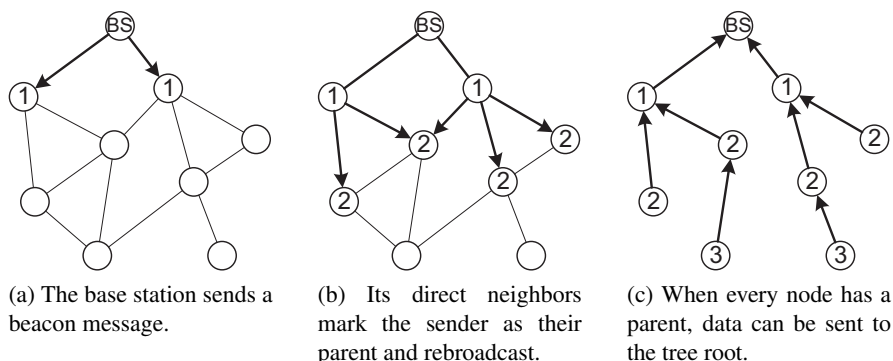 BS
1
1
BS
1
1
2
2
2
2
BS
1
1
2
2
2
2
3
3
(a) The base station sends a
beacon message.
(b) Its direct neighbors
mark the sender as their
parent and rebroadcast.
(c) When every node has a
parent, data can be sent to
the tree root.